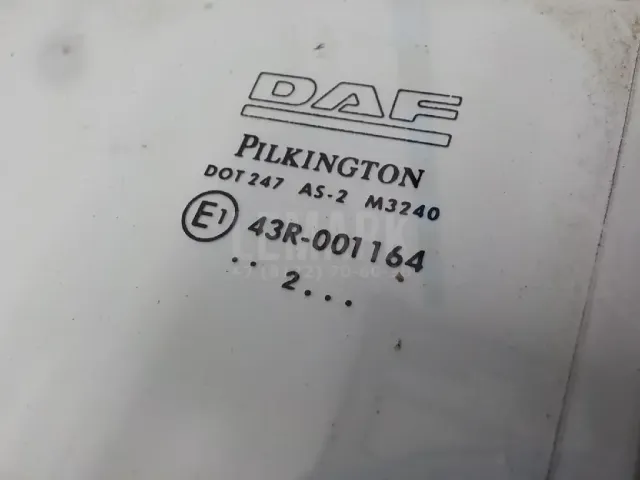 DAF
PILKINGTON
DOT 247 AS-2 M3240
E1 43R-001164
.. 2...